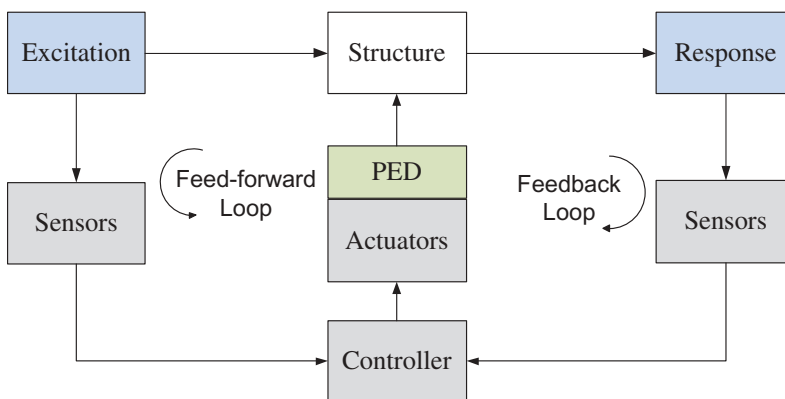 Excitation
Structure
Response
Feed-forward
Loop
PED
Feedback
Loop
Sensors
Actuators
Sensors
Controller